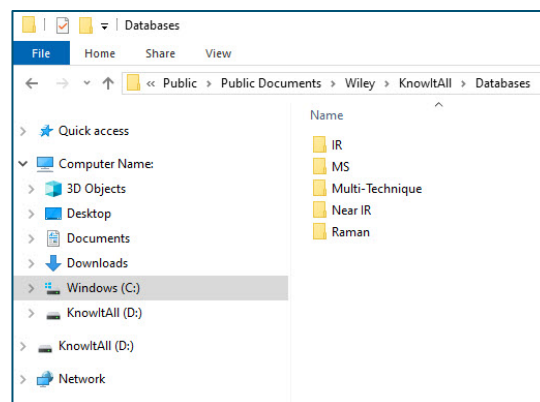 Databases
File Home Share View
« Public > Public Documents > Wiley > KnowItAll > Databases
Name
Quick access
Computer Name:
3D Objects
Desktop
Documents
Downloads
Windows (C:)
KnowItAll (D:)
KnowItAll (D:)
Network
IR
MS
Multi-Technique
Near IR
Raman